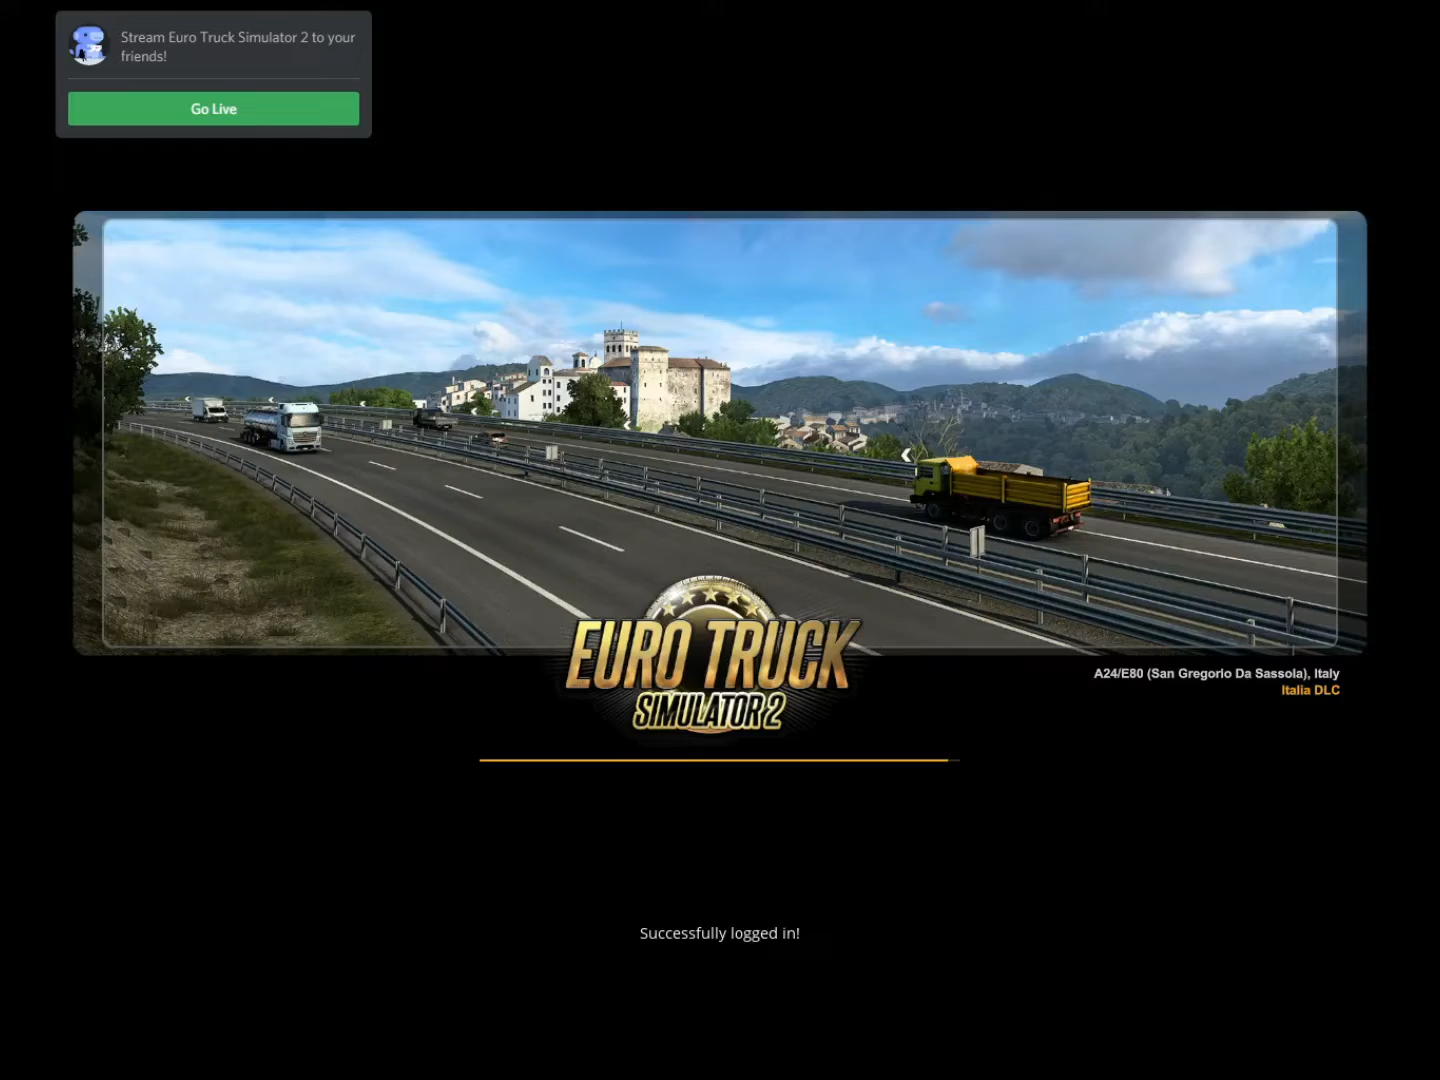 Stream Euro Truck Simulator 2 to your
friends!
Go Live
EURO TRUCK
SIMULATOR 2
A24/E80 (San Gregorio Da Sassola), Italy
Italia DLC
Successfully logged in!